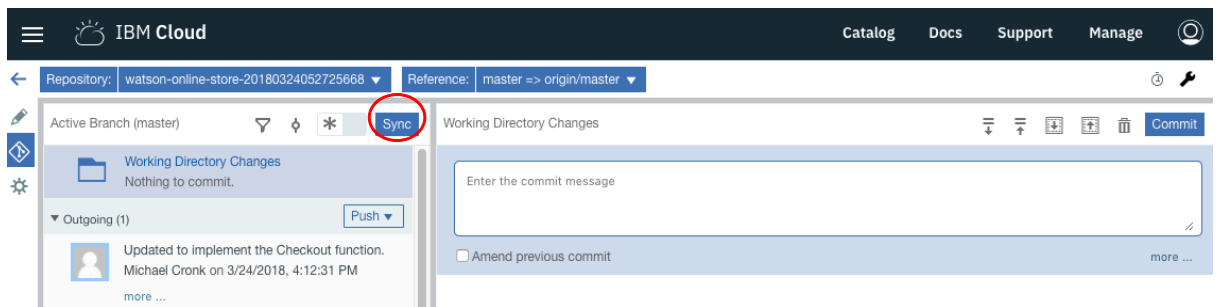 IBM Cloud
Catalog Docs Support Manage
Repository: watson-online-store-20180324052725668 Reference: master => origin/master
Active Branch (master) Sync
Working Directory Changes Commit
Working Directory Changes
Nothing to commit.
Enter the commit message
Outgoing (1) Push
Updated to implement the Checkout function.
Michael Cronk on 3/24/2018, 4:12:31 PM
more ...
Amend previous commit more ...